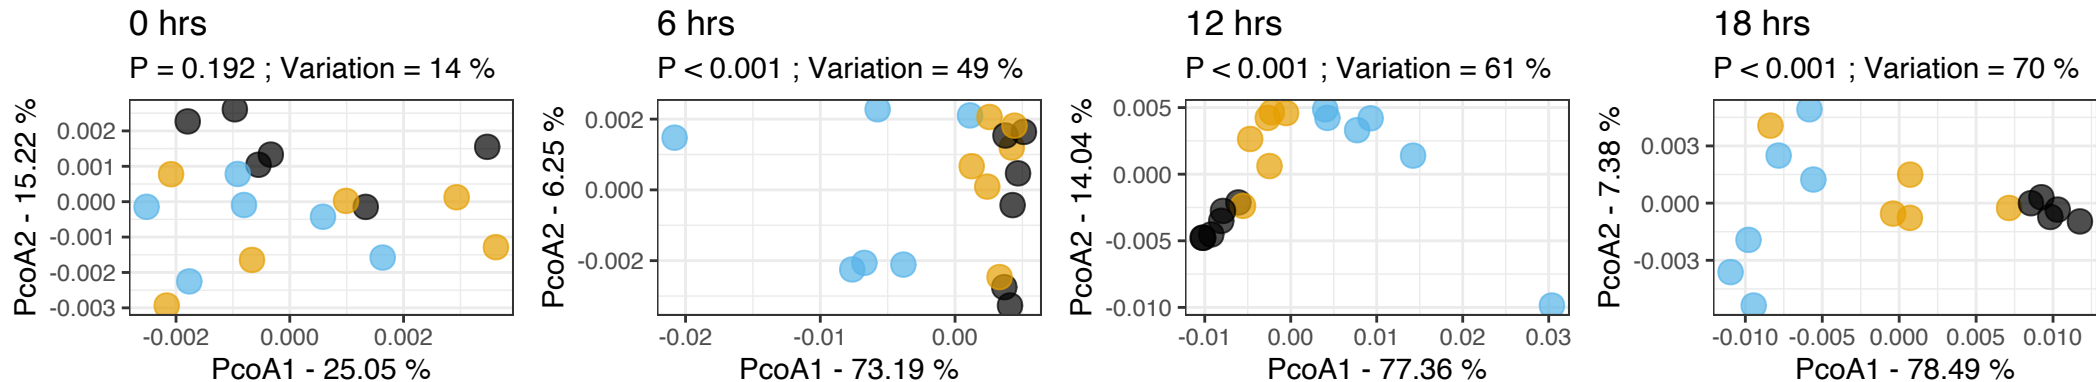 0 hrs
P = 0.192 ; Variation = 14 %
PcoA2 - 15.22 %
0.002
0.001
0.000
-0.001
-0.002
-0.003
-0.002 0.000 0.002
PcoA1 - 25.05 %
6 hrs
P < 0.001 ; Variation = 49 %
PcoA2 - 6.25 %
0.002
0.000
-0.002
-0.02 -0.01 0.00
PcoA1 - 73.19 %
12 hrs
P < 0.001 ; Variation = 61 %
PcoA2 - 14.04 %
0.005
0.000
-0.005
-0.010
-0.01 0.00 0.01 0.02 0.03
PcoA1 - 77.36 %
18 hrs
P < 0.001 ; Variation = 70 %
PcoA2 - 7.38 %
0.003
0.000
-0.003
-0.010 -0.005 0.000 0.005 0.010
PcoA1 - 78.49 %